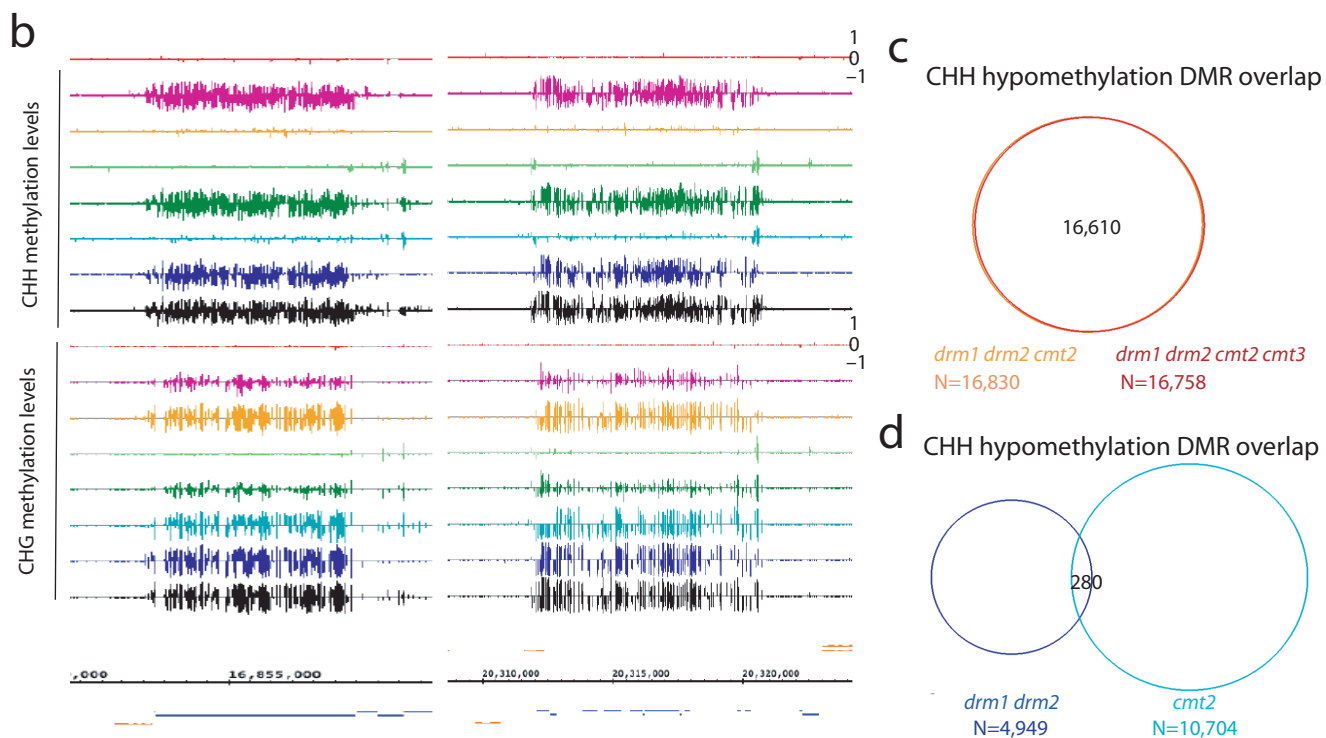 b
CHH methylation levels
1
0
−1
CHG methylation levels
1
0
−1
,000
16,855,000
20,310,000
20,315,000
20,320,000
c
CHH hypomethylation DMR overlap
16,610
drm1 drm2 cmt2
drm1 drm2 cmt2 cmt3
N=16,830
N=16,758
d
CHH hypomethylation DMR overlap
280
drm1 drm2
cmt2
N=4,949
N=10,704